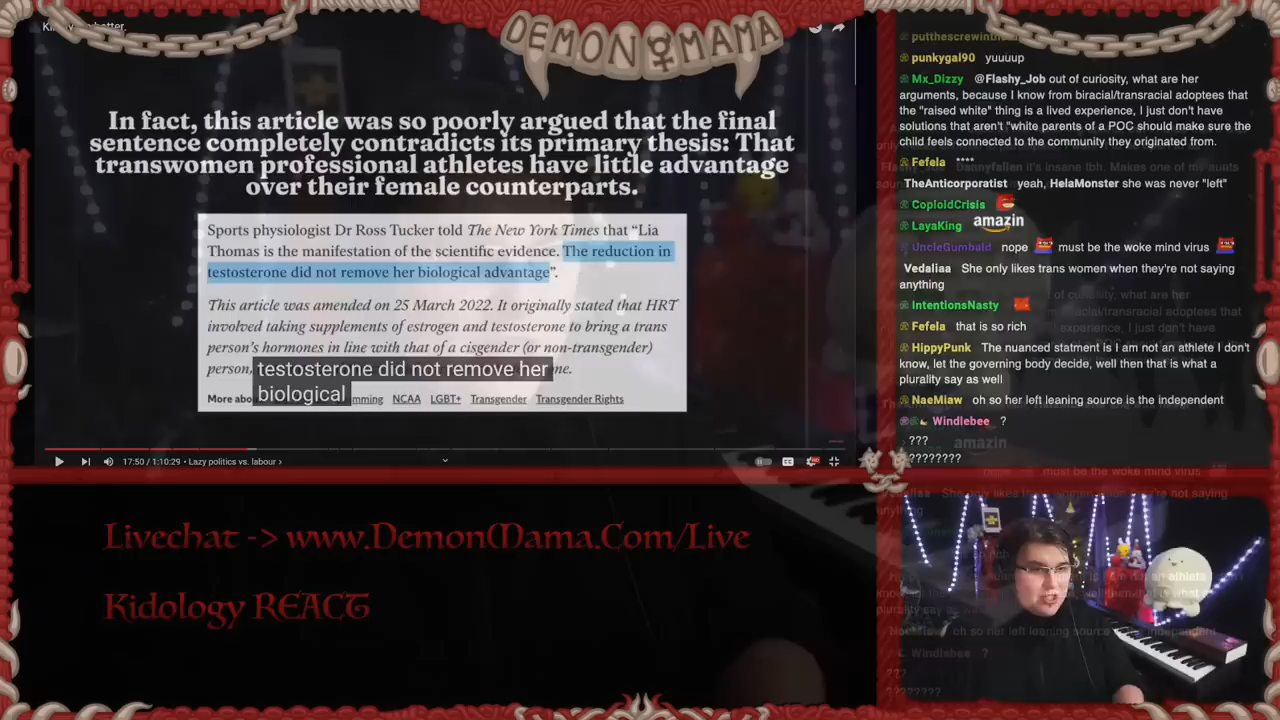 DEMON MAMA
In fact, this article was so poorly argued that the final
sentence completely contradicts its primary thesis: That
transwomen professional athletes have little advantage
over their female counterparts.
Sports physiologist Dr Ross Tucker told The New York Times that “Lia
Thomas is the manifestation of the scientific evidence. The reduction in
testosterone did not remove her biological advantage”.
This article was amended on 25 March 2022. It originally stated that HRT
involved taking supplements of estrogen and testosterone to bring a trans
person's hormones in line with that of a cisgender (or non-transgender)
person,
testosterone did not remove her
biological
More
NCAA LGBT+ Transgender Transgender Rights
17:50 / 1:10:29 • Lazy politics vs. labour ›
Livechat -> www.DemonMama.Com/Live
Kidology REACT
punkygal90 yuuuup
Mx_Dizzy @Flashy_Job out of curiosity, what are her
arguments, because I know from biracial/transracial adoptees that
the "raised white" thing is a lived experience, I just don't have
solutions that aren't "white parents of a POC should make sure the
child feels connected to the community they originated from.
Fefela ****
TheAnticorporatist yeah, HelaMonster she was never "left"
CopioidCrisis
LayaKing amazin
UncleGumbald nope must be the woke mind virus
Vedaliaa She only likes trans women when they're not saying
anything
IntentionsNasty
Fefela that is so rich
HippyPunk The nuanced statment is I am not an athlete I don't
know, let the governing body decide, well then that is what a
plurality say as well
NaeMiaw oh so her left leaning source is the independent
Windlebee ?
???
????????